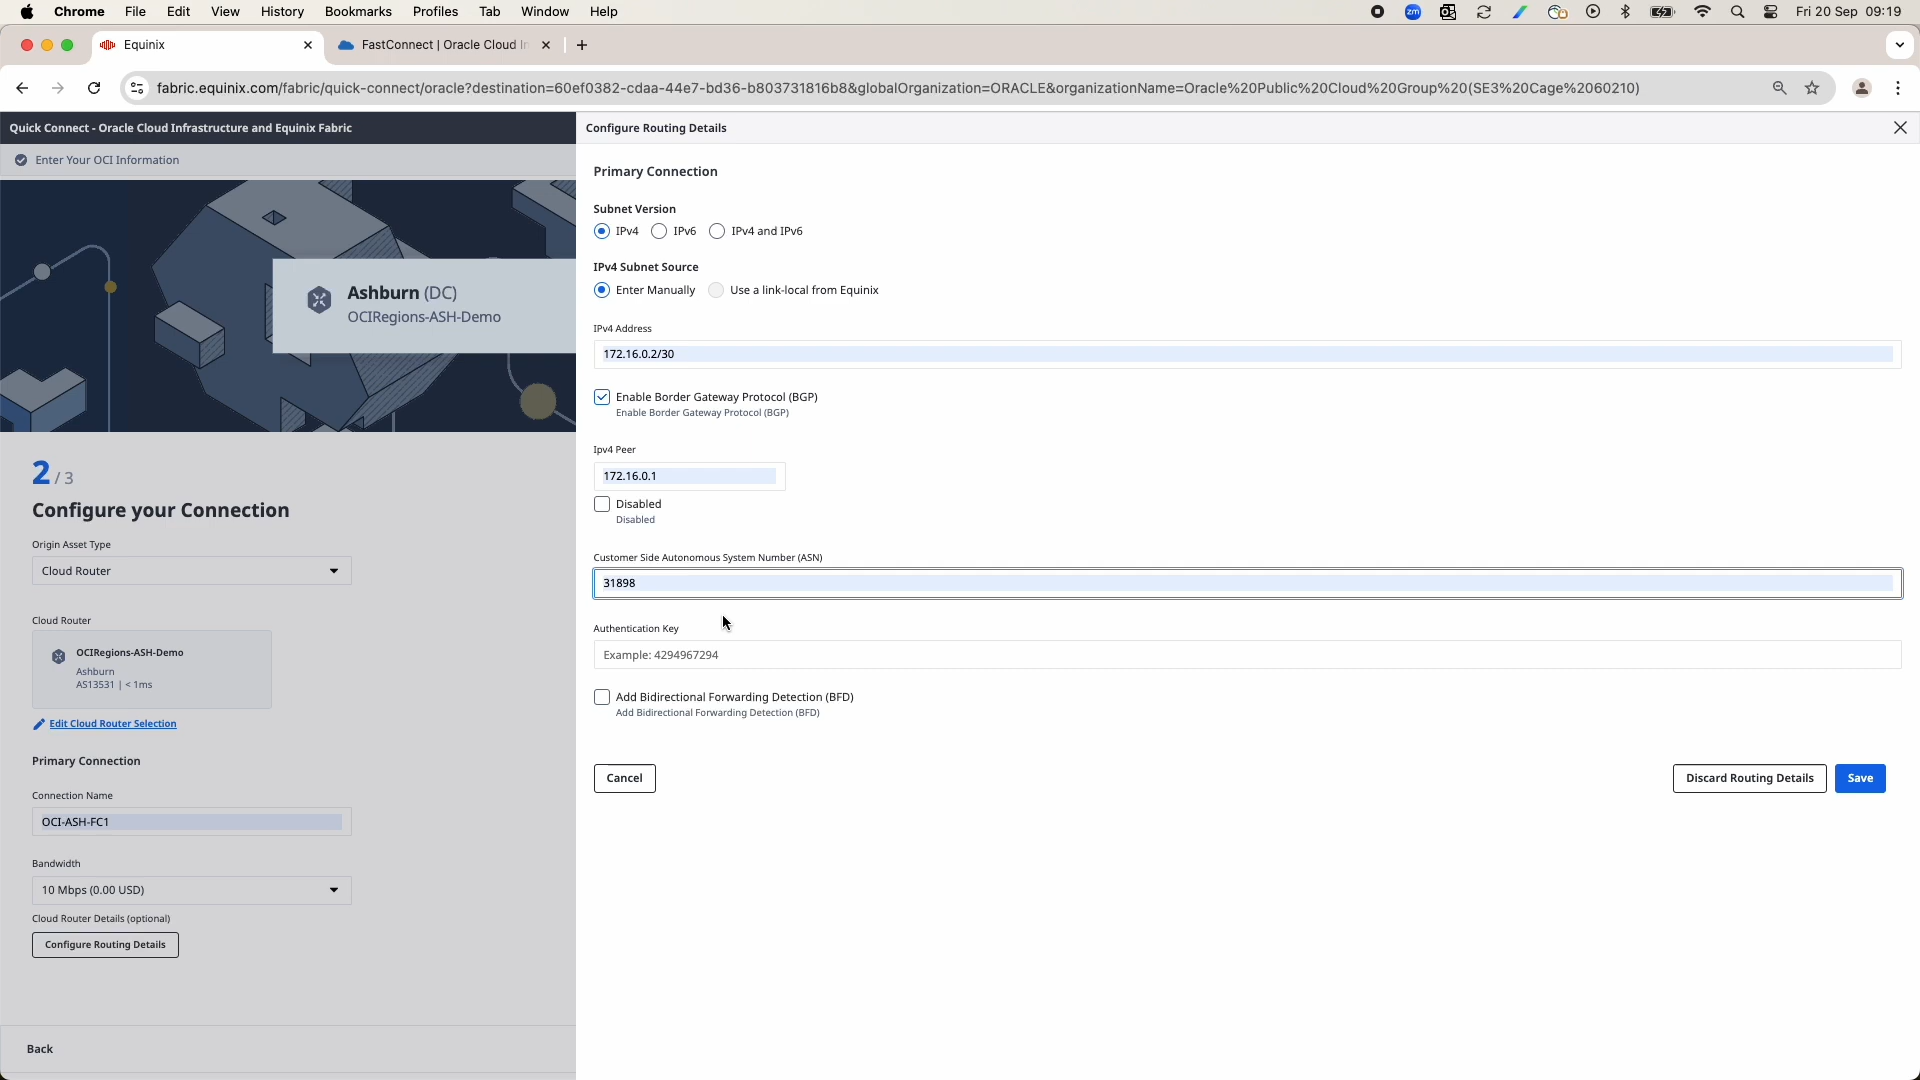 Chrome File Edit View History Bookmarks Profiles Tab Window Help zm Fri 20 Sep 09:19
Equinix FastConnect | Oracle Cloud In
fabric.equinix.com/fabric/quick-connect/oracle?destination=60ef0382-cdaa-44e7-bd36-b803731816b8&globalOrganization=ORACLE&organizationName=Oracle%20Public%20Cloud%20Group%20(SE3%20Cage%2060210)
Quick Connect - Oracle Cloud Infrastructure and Equinix Fabric
Enter Your OCI Information
Ashburn (DC)
OCIRegions-ASH-Demo
2 / 3
Configure your Connection
Origin Asset Type
Cloud Router
Cloud Router
OCIRegions-ASH-Demo
Ashburn
AS13531 | < 1ms
Edit Cloud Router Selection
Primary Connection
Connection Name
OCI-ASH-FC1
Bandwidth
10 Mbps (0.00 USD)
Cloud Router Details (optional)
Configure Routing Details
Back
Configure Routing Details
Primary Connection
Subnet Version
IPv4 IPv6 IPv4 and IPv6
IPv4 Subnet Source
Enter Manually Use a link-local from Equinix
IPv4 Address
172.16.0.2/30
Enable Border Gateway Protocol (BGP)
Enable Border Gateway Protocol (BGP)
Ipv4 Peer
172.16.0.1
Disabled
Disabled
Customer Side Autonomous System Number (ASN)
31898
Authentication Key
Example: 4294967294
Add Bidirectional Forwarding Detection (BFD)
Add Bidirectional Forwarding Detection (BFD)
Cancel Discard Routing Details Save